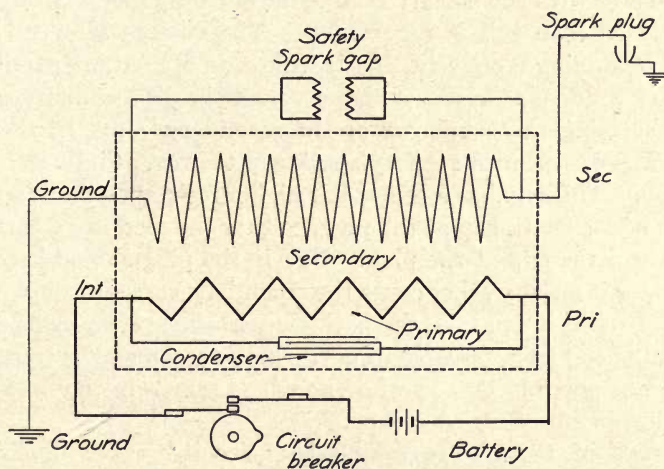 Spark plug
Safety
Spark gap
Ground
Sec
Secondary
Int
Primary
Pri
Condenser
Ground
Circuit
breaker
Battery